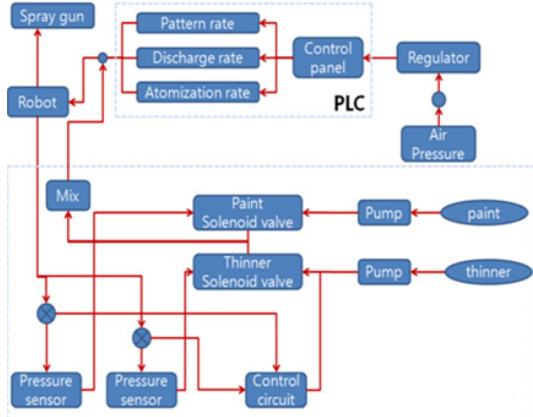 Spray gun
Pattern rate
Discharge rate
Atomization rate
Control
panel
Regulator
PLC
Robot
Air
Pressure
Mix
Paint
Solenoid valve
Pump
paint
Thinner
Solenoid valve
Pump
thinner
Pressure
sensor
Pressure
sensor
Control
circuit